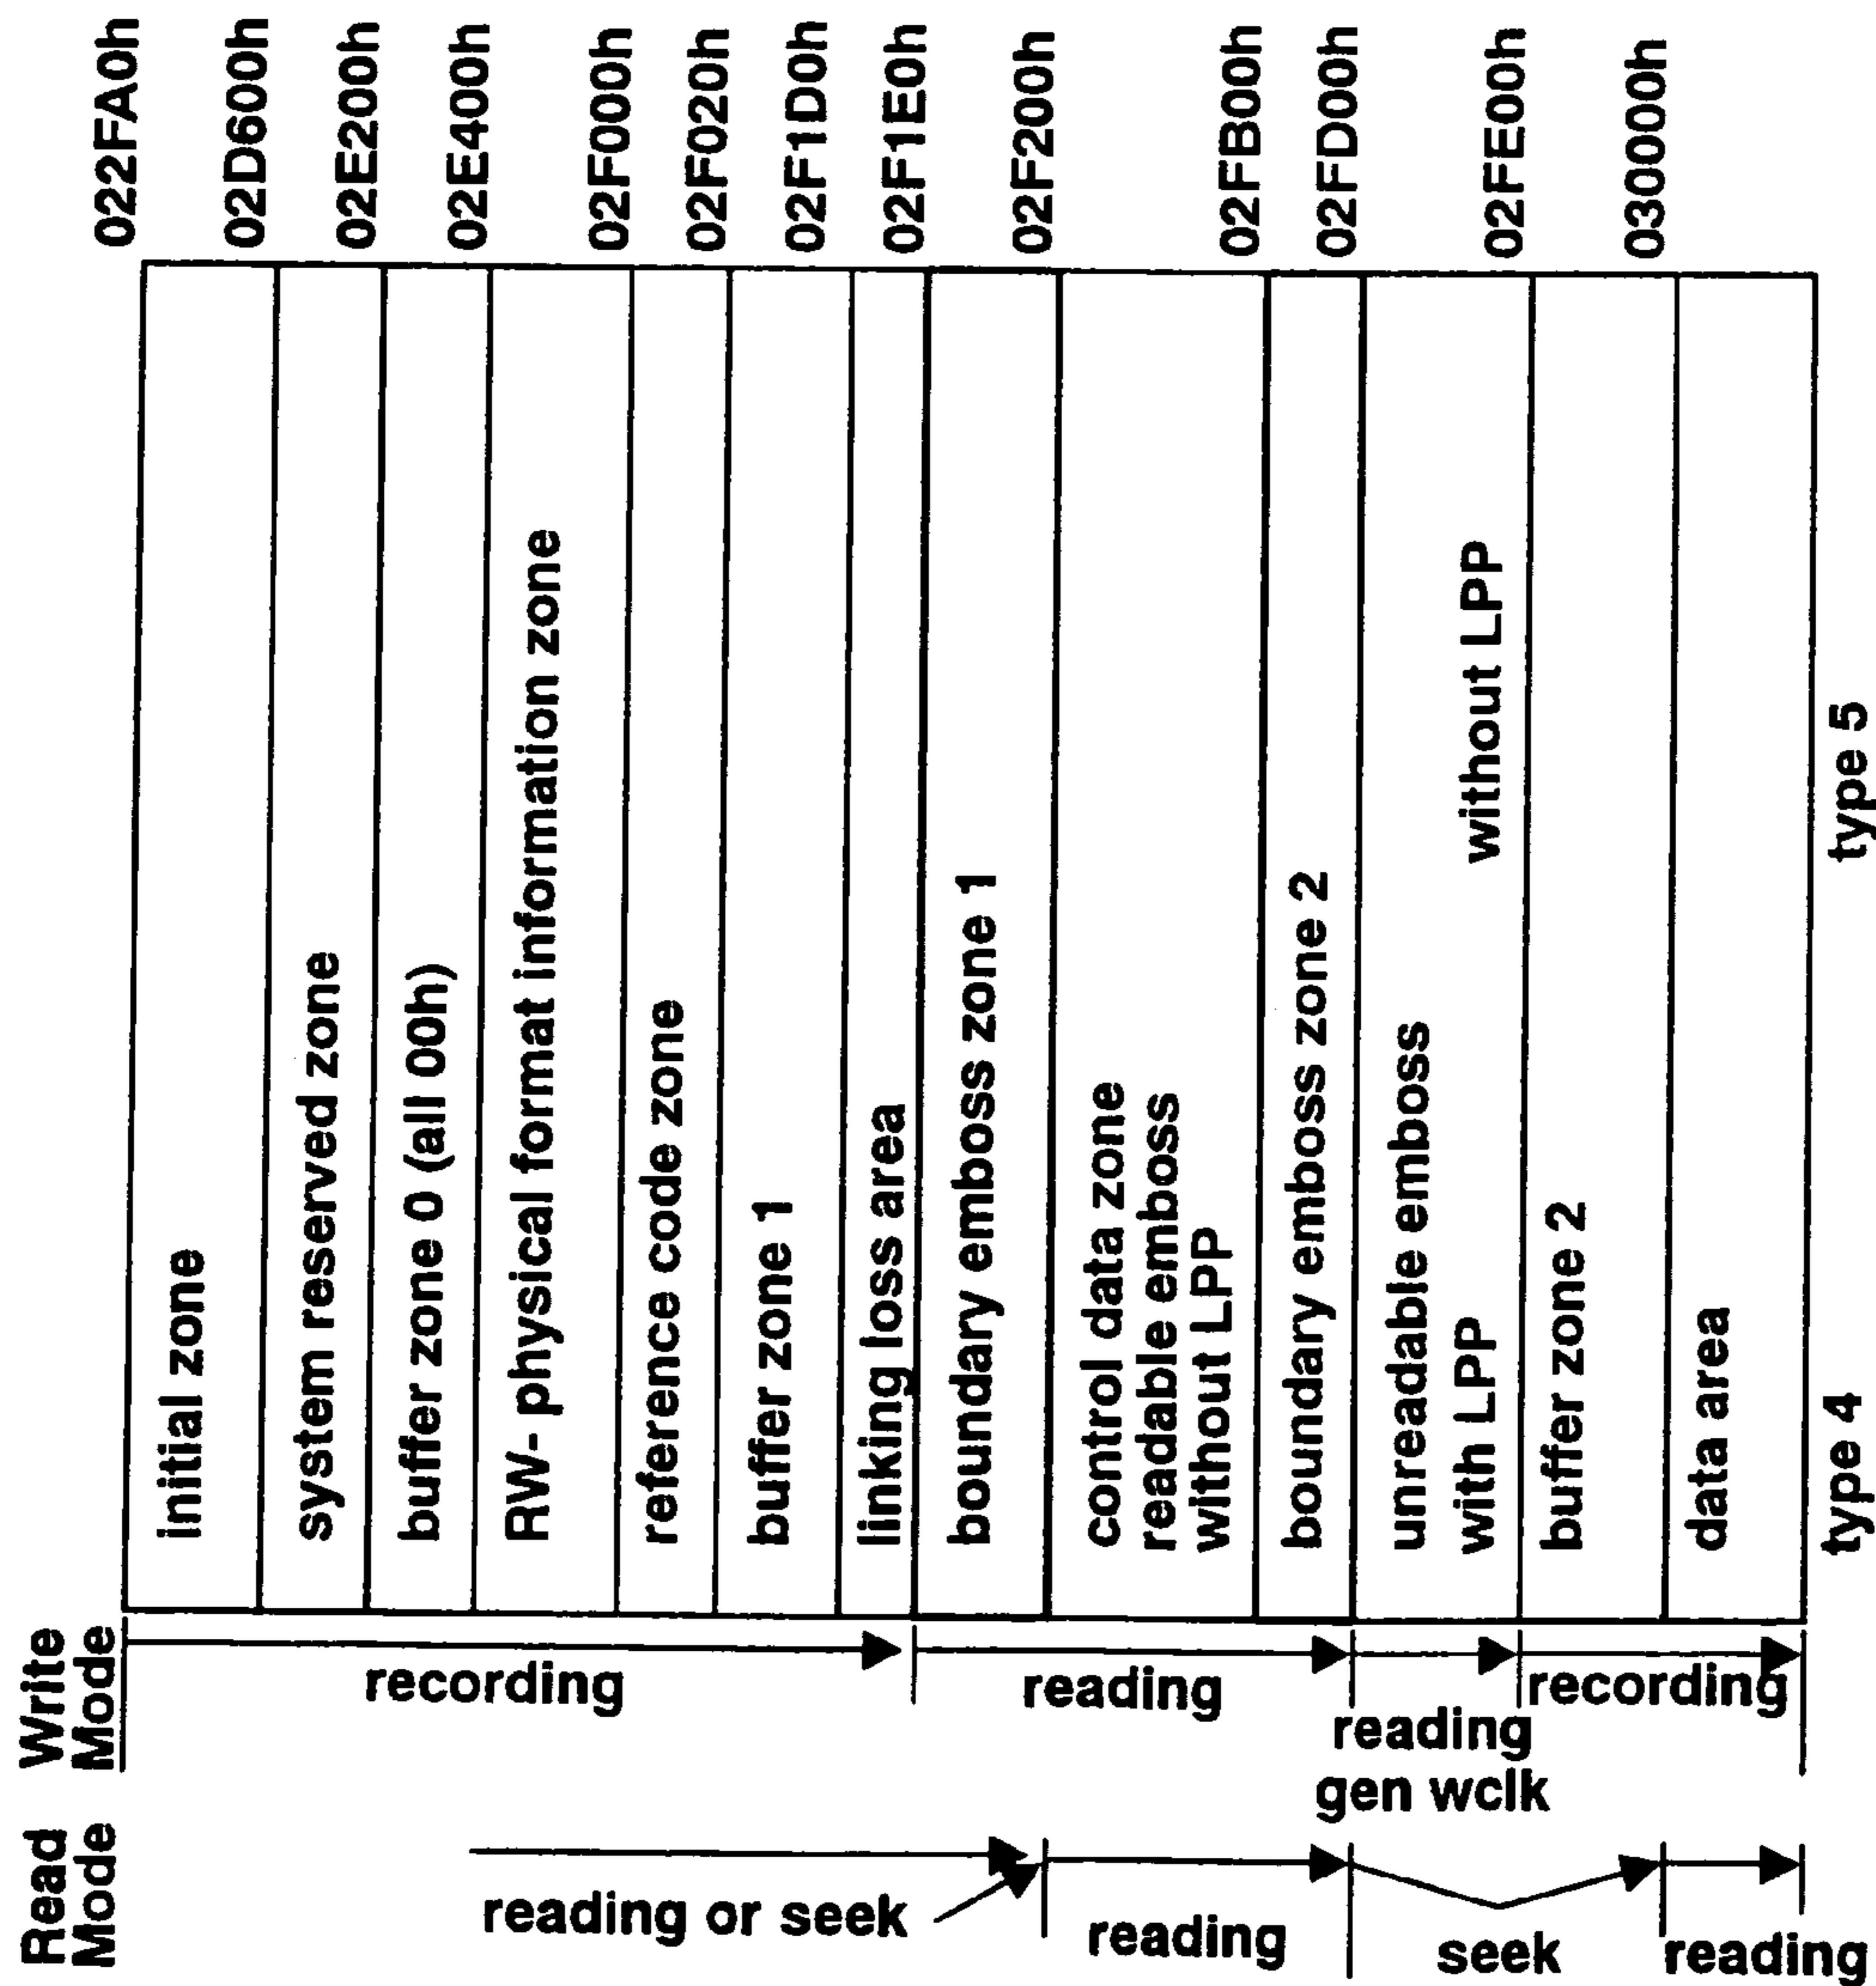 022FA0h
02D600h
02E200h
02E400h
02F000h
02F020h
02F1D0h
02F1E0h
02F200h
02FB00h
02FD00h
02FE00h
030000h
initial zone
system reserved zone
buffer zone 0 (all 00h)
RW- physical format information zone
reference code zone
buffer zone 1
linking loss area
boundary emboss zone 1
control data zone
readable emboss
without LPP
boundary emboss zone 2
unreadable emboss
with LPP
without LPP
buffer zone 2
data area
type 4
type 5
Write
Mode
recording
reading
reading
gen wclk
recording
Read
Mode
reading or seek
reading
seek
reading